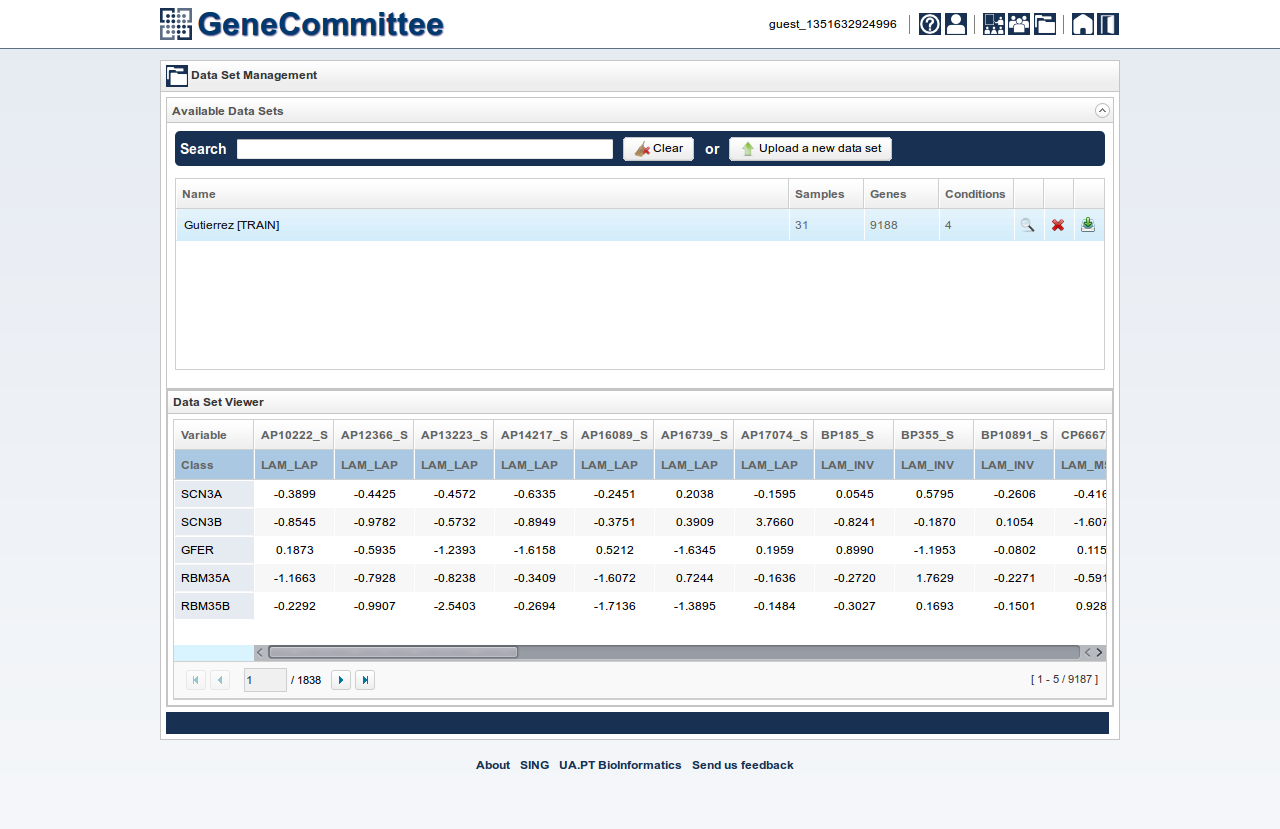 GeneCommittee
guest_1351632924996
Data Set Management
Available Data Sets
Search Clear or Upload a new data set
Name Samples Genes Conditions
Gutierrez [TRAIN] 31 9188 4
Data Set Viewer
Variable AP10222_S AP12366_S AP13223_S AP14217_S AP16089_S AP16739_S AP17074_S BP185_S BP355_S BP10891_S CP6667
Class LAM_LAP LAM_LAP LAM_LAP LAM_LAP LAM_LAP LAM_LAP LAM_LAP LAM_INV LAM_INV LAM_INV
SCN3A -0.3899 -0.4425 -0.4572 -0.6335 -0.2451 0.2038 -0.1595 0.0545 0.5795 -0.2606 -0.416
SCN3B -0.8545 -0.9782 -0.5732 -0.8949 -0.3751 0.3909 3.7660 -0.8241 -0.1870 0.1054 -1.607
GFER 0.1873 -0.5935 -1.2393 -1.6158 0.5212 -1.6345 0.1959 0.8990 -1.1953 -0.0802 0.115
RBM35A -1.1663 -0.7928 -0.8238 -0.3409 -1.6072 0.7244 -0.1636 -0.2720 1.7629 -0.2271 -0.591
RBM35B -0.2292 -0.9907 -2.5403 -0.2694 -1.7136 -1.3895 -0.1484 -0.3027 0.1693 -0.1501 0.928
1 / 1838 [ 1 - 5 / 9187 ]
About SING UA.PT BioInformatics Send us feedback